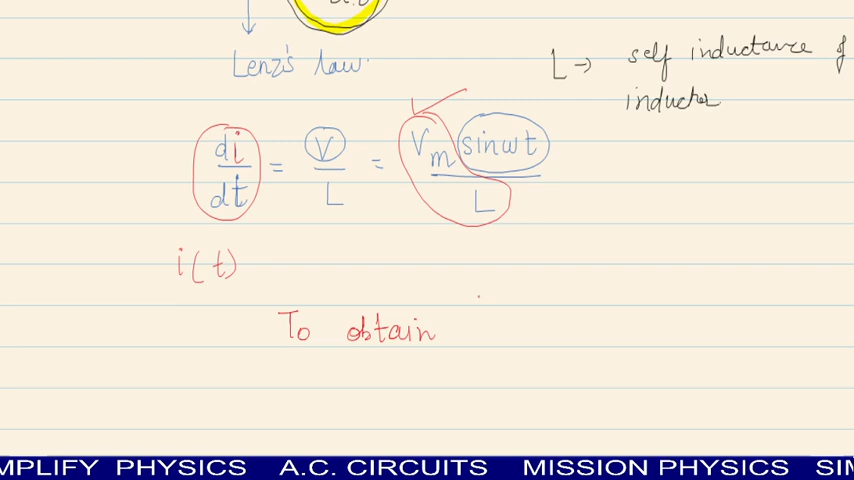 Lenz's law.
L → self inductance of
inductor
di/dt = V/L = Vm sinωt/L
i(t)
To obtain
MPLIFY PHYSICS A.C. CIRCUITS MISSION PHYSICS SIM